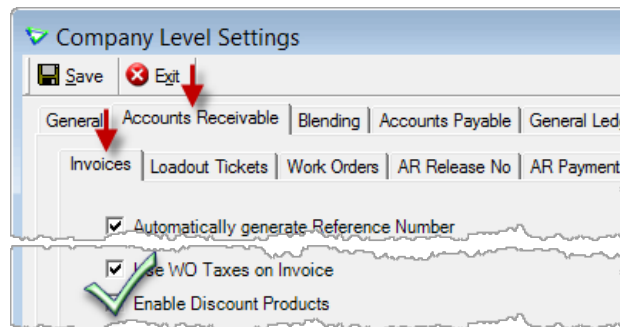 Company Level Settings
Save Exit
General Accounts Receivable Blending Accounts Payable General Led
Invoices Loadout Tickets Work Orders AR Release No AR Payment
Automatically generate Reference Number
Use WO Taxes on Invoice
Enable Discount Products